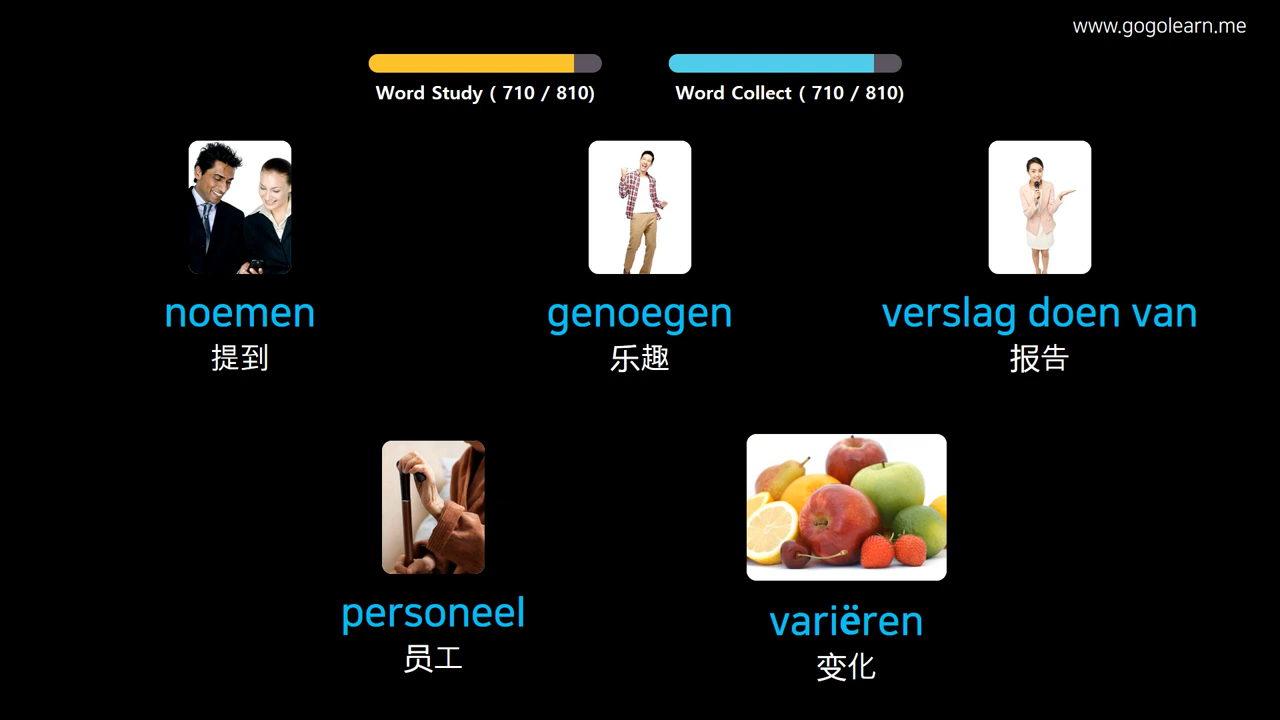 www.gogolearn.me
Word Study ( 710 / 810)
Word Collect ( 710 / 810)
noemen
提到
genoegen
乐趣
verslag doen van
报告
personeel
员工
variëren
变化